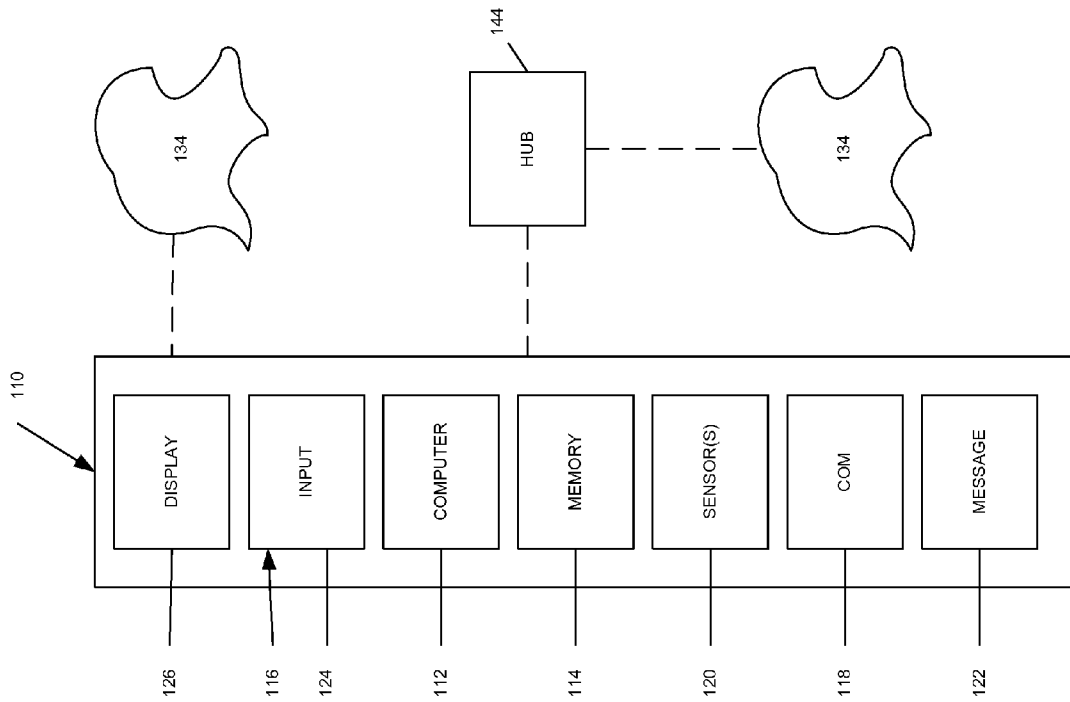 110
DISPLAY
INPUT
COMPUTER
MEMORY
SENSOR(S)
COM
MESSAGE
126
116
124
112
114
120
118
122
134
HUB
144
134